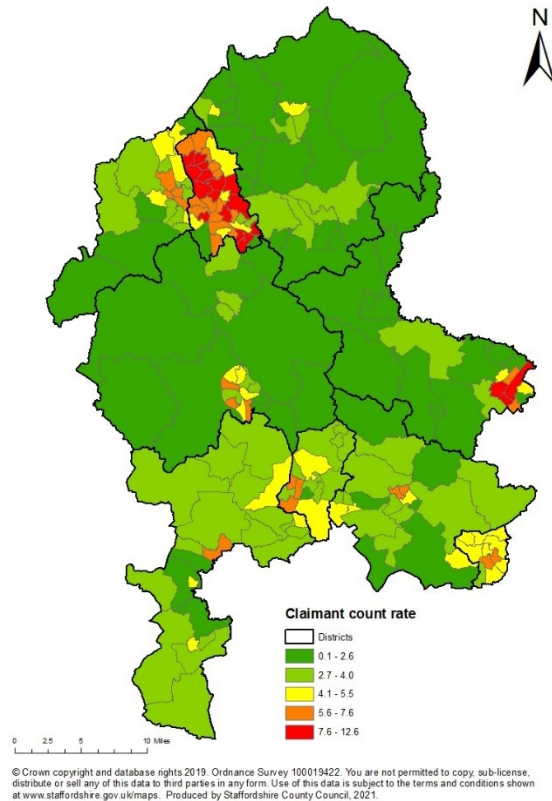 N
Claimant count rate
Districts
0.1 - 2.6
2.7 - 4.0
4.1 - 5.5
5.6 - 7.6
7.6 - 12.6
0 5 10 Miles
© Crown copyright and database rights 2019. Ordnance Survey 100019422. You are not permitted to copy, sub-license,
distribute or sell any of this data to third parties in any form. Use of this data is subject to the terms and conditions shown
at www.staffordshire.gov.uk/maps. Produced by Staffordshire County Council, 2021.